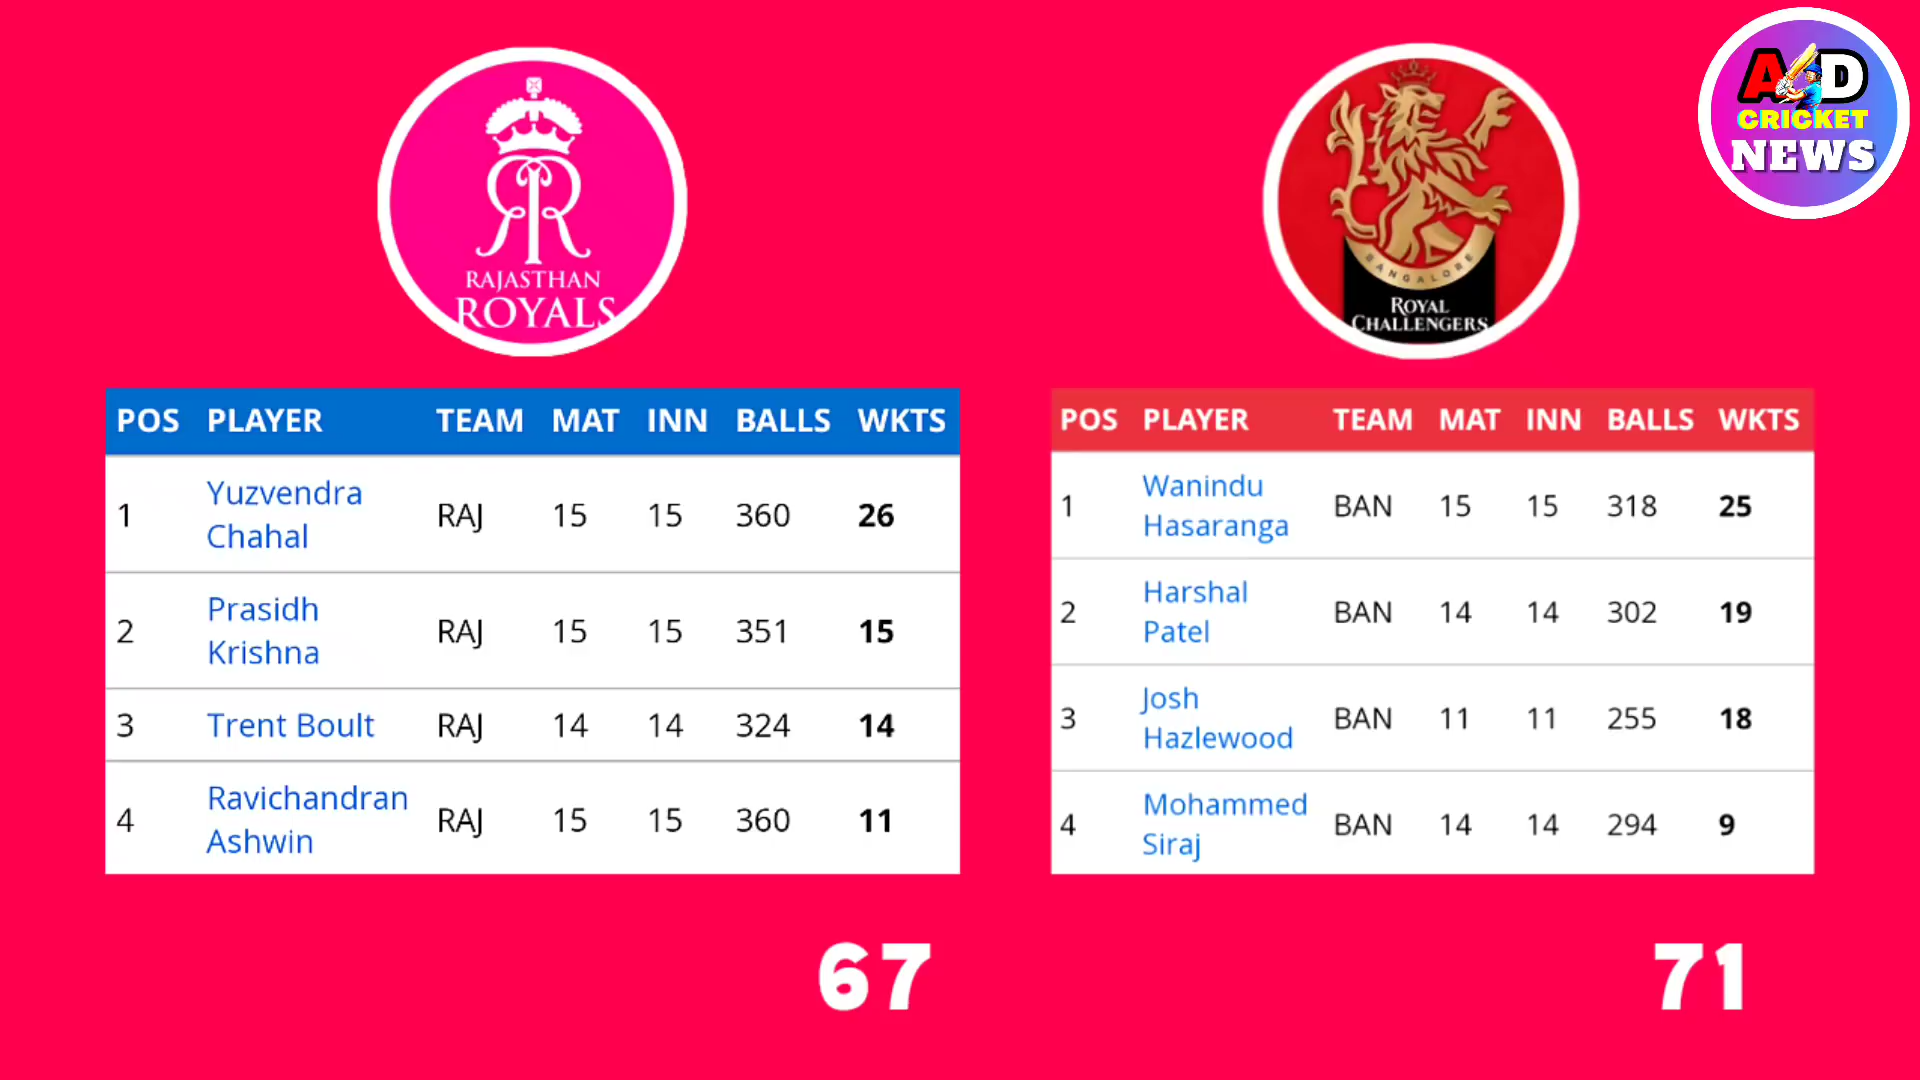 RAJASTHAN
ROYALS
BANGALORE
ROYAL
CHALLENGERS
A D
CRICKET
NEWS
POS PLAYER TEAM MAT INN BALLS WKTS
1 Yuzvendra Chahal RAJ 15 15 360 26
2 Prasidh Krishna RAJ 15 15 351 15
3 Trent Boult RAJ 14 14 324 14
4 Ravichandran Ashwin RAJ 15 15 360 11
67
POS PLAYER TEAM MAT INN BALLS WKTS
1 Wanindu Hasaranga BAN 15 15 318 25
2 Harshal Patel BAN 14 14 302 19
3 Josh Hazlewood BAN 11 11 255 18
4 Mohammed Siraj BAN 14 14 294 9
71